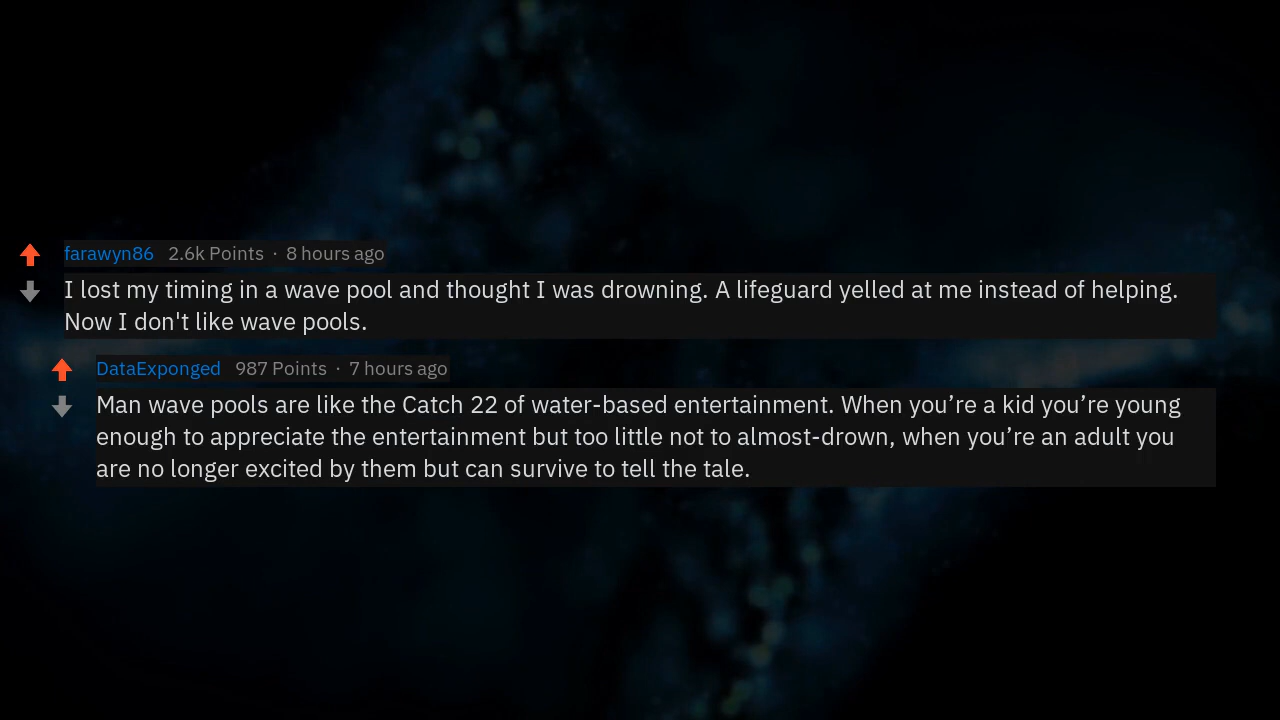 farawyn86 2.6k Points · 8 hours ago
I lost my timing in a wave pool and thought I was drowning. A lifeguard yelled at me instead of helping.
Now I don't like wave pools.
DataExponged 987 Points · 7 hours ago
Man wave pools are like the Catch 22 of water-based entertainment. When you’re a kid you’re young
enough to appreciate the entertainment but too little not to almost-drown, when you’re an adult you
are no longer excited by them but can survive to tell the tale.